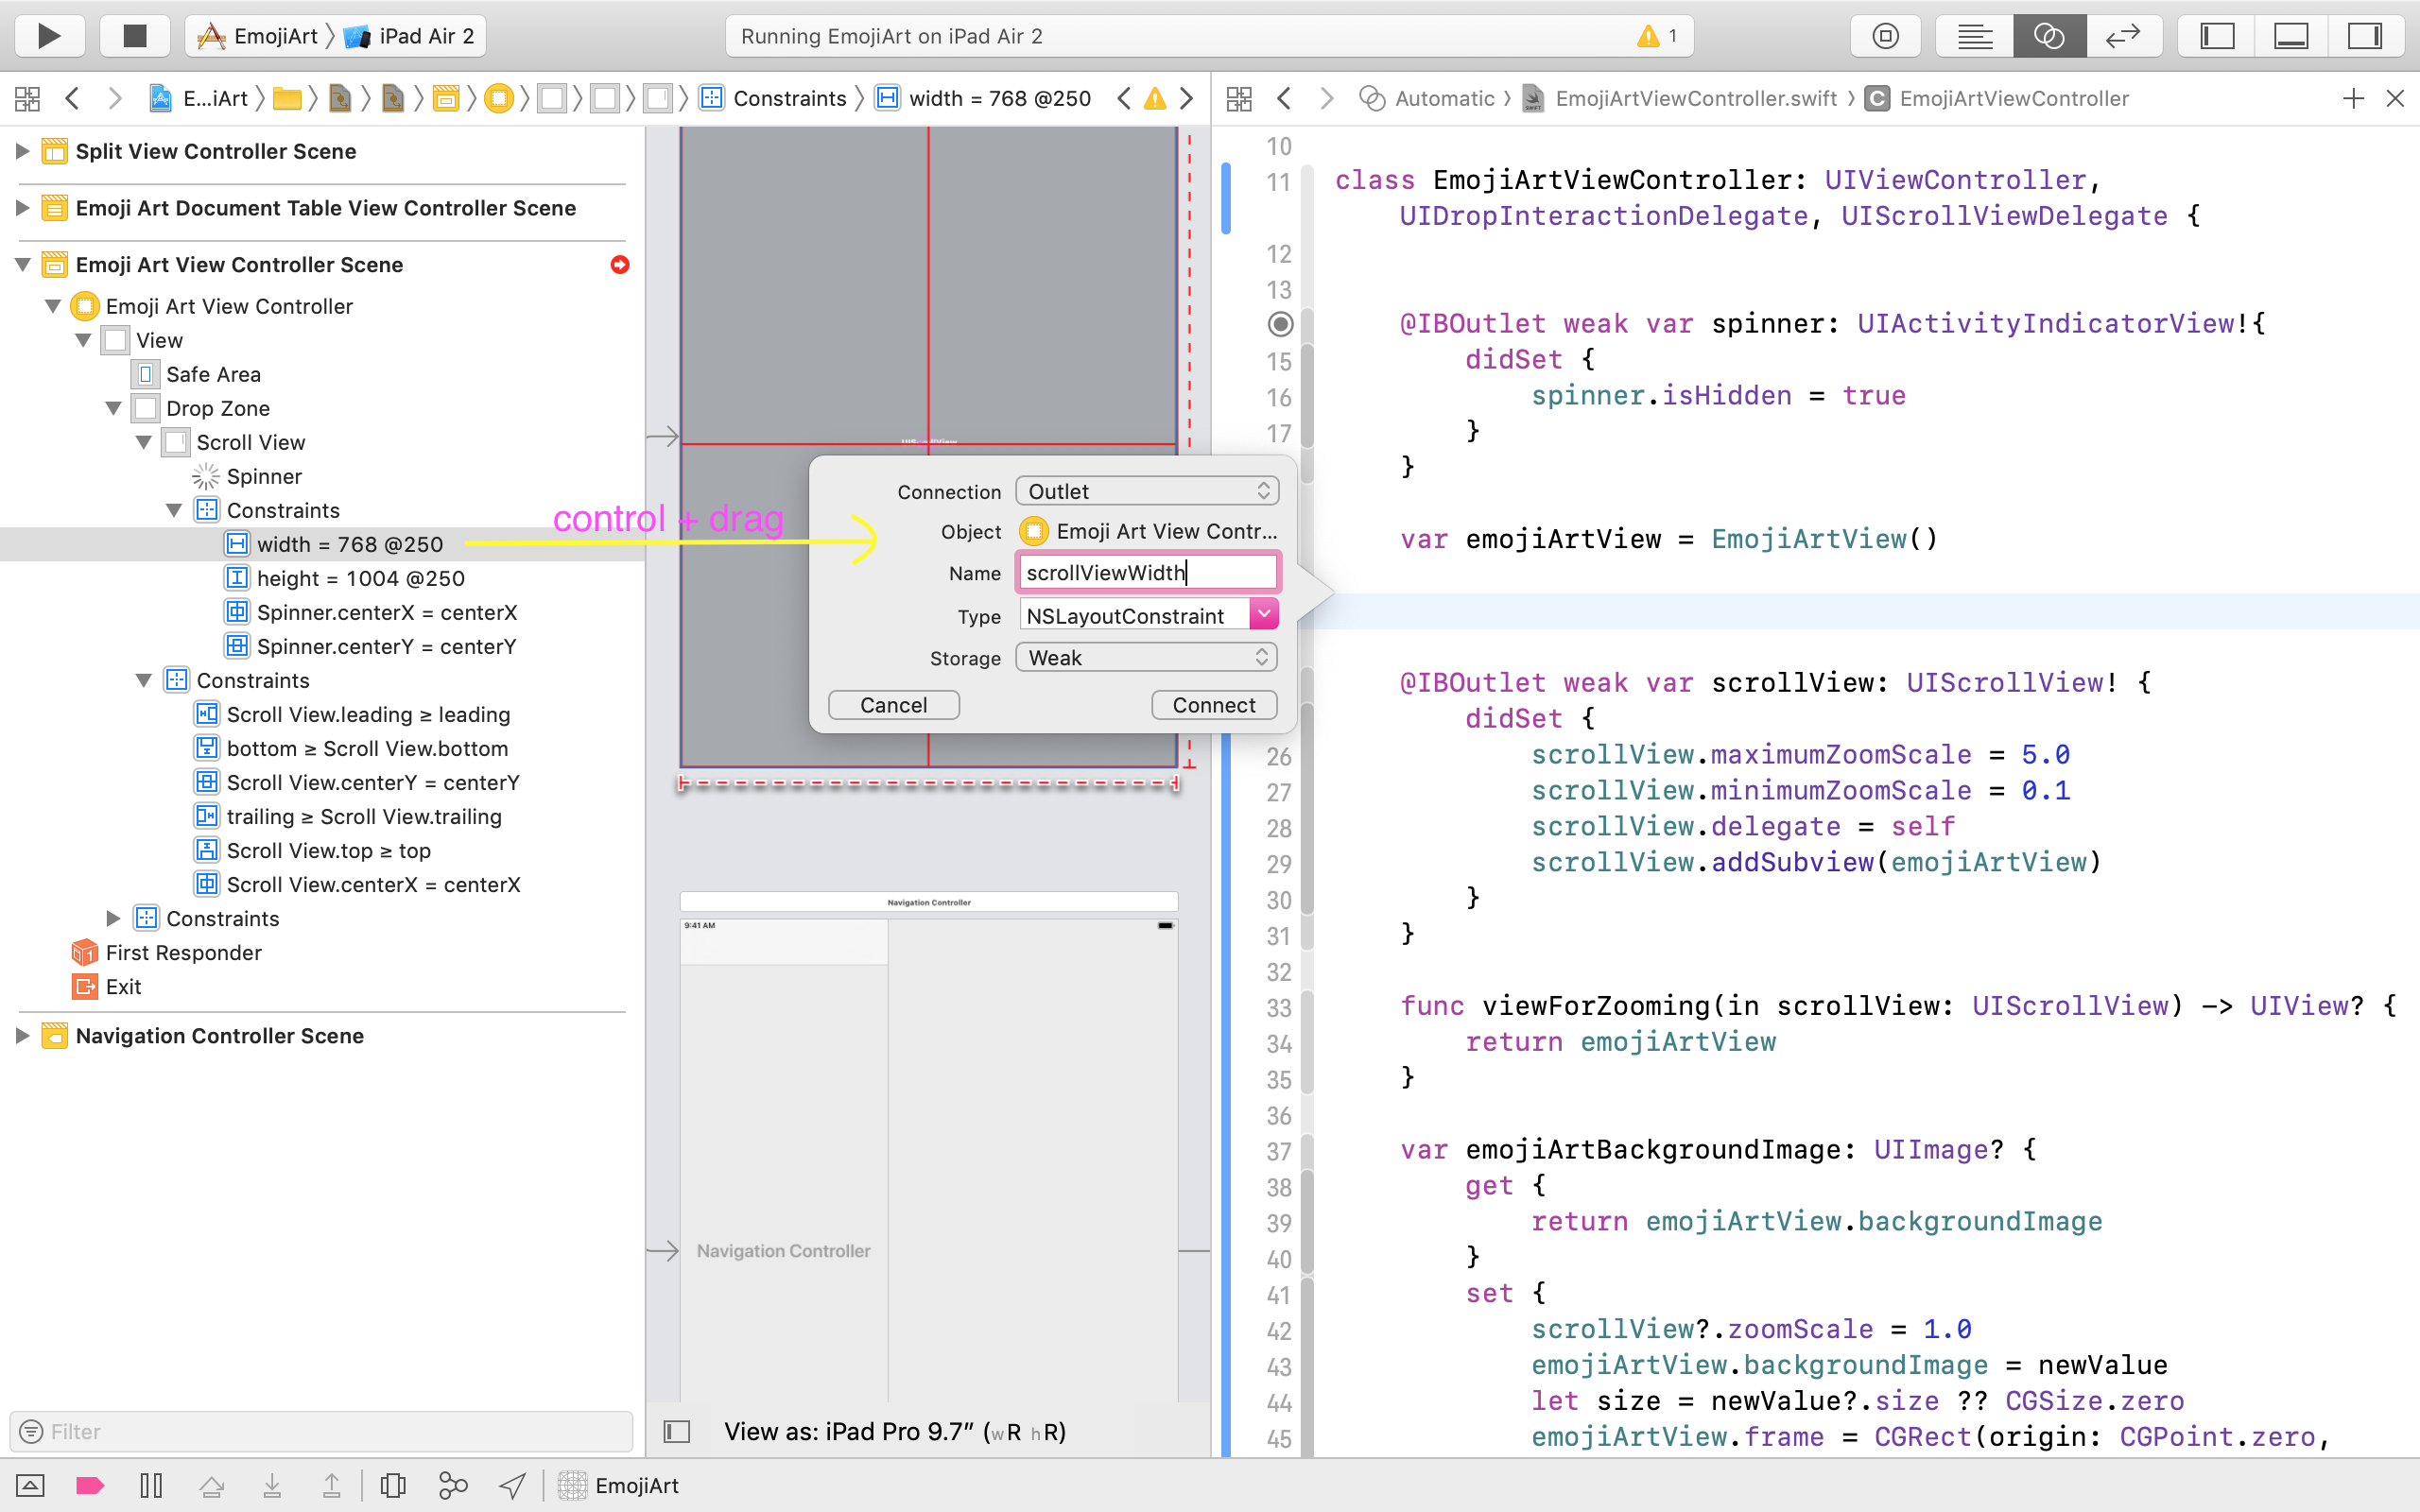 EmojiArt iPad Air 2
Running EmojiArt on iPad Air 2
1
E...iArt Constraints width = 768 @250
Automatic EmojiArtViewController.swift C EmojiArtViewController
Split View Controller Scene
Emoji Art Document Table View Controller Scene
Emoji Art View Controller Scene
Emoji Art View Controller
View
Safe Area
Drop Zone
Scroll View
Spinner
Constraints
width = 768 @250
height = 1004 @250
Spinner.centerX = centerX
Spinner.centerY = centerY
Constraints
Scroll View.leading ≥ leading
bottom ≥ Scroll View.bottom
Scroll View.centerY = centerY
trailing ≥ Scroll View.trailing
Scroll View.top ≥ top
Scroll View.centerX = centerX
Constraints
First Responder
Exit
Navigation Controller Scene
Filter
control + drag
Connection Outlet
Object Emoji Art View Contr...
Name scrollViewWidth
Type NSLayoutConstraint
Storage Weak
Cancel Connect
Navigation Controller
9:41 AM
Navigation Controller
View as: iPad Pro 9.7” (wR hR)
10
11 class EmojiArtViewController: UIViewController,
UIDropInteractionDelegate, UIScrollViewDelegate {
12
13
@IBOutlet weak var spinner: UIActivityIndicatorView!{
15 didSet {
16 spinner.isHidden = true
17 }
}
var emojiArtView = EmojiArtView()
@IBOutlet weak var scrollView: UIScrollView! {
didSet {
26 scrollView.maximumZoomScale = 5.0
27 scrollView.minimumZoomScale = 0.1
28 scrollView.delegate = self
29 scrollView.addSubview(emojiArtView)
30 }
31 }
32
33 func viewForZooming(in scrollView: UIScrollView) -> UIView? {
34 return emojiArtView
35 }
36
37 var emojiArtBackgroundImage: UIImage? {
38 get {
39 return emojiArtView.backgroundImage
40 }
41 set {
42 scrollView?.zoomScale = 1.0
43 emojiArtView.backgroundImage = newValue
44 let size = newValue?.size ?? CGSize.zero
45 emojiArtView.frame = CGRect(origin: CGPoint.zero,
EmojiArt